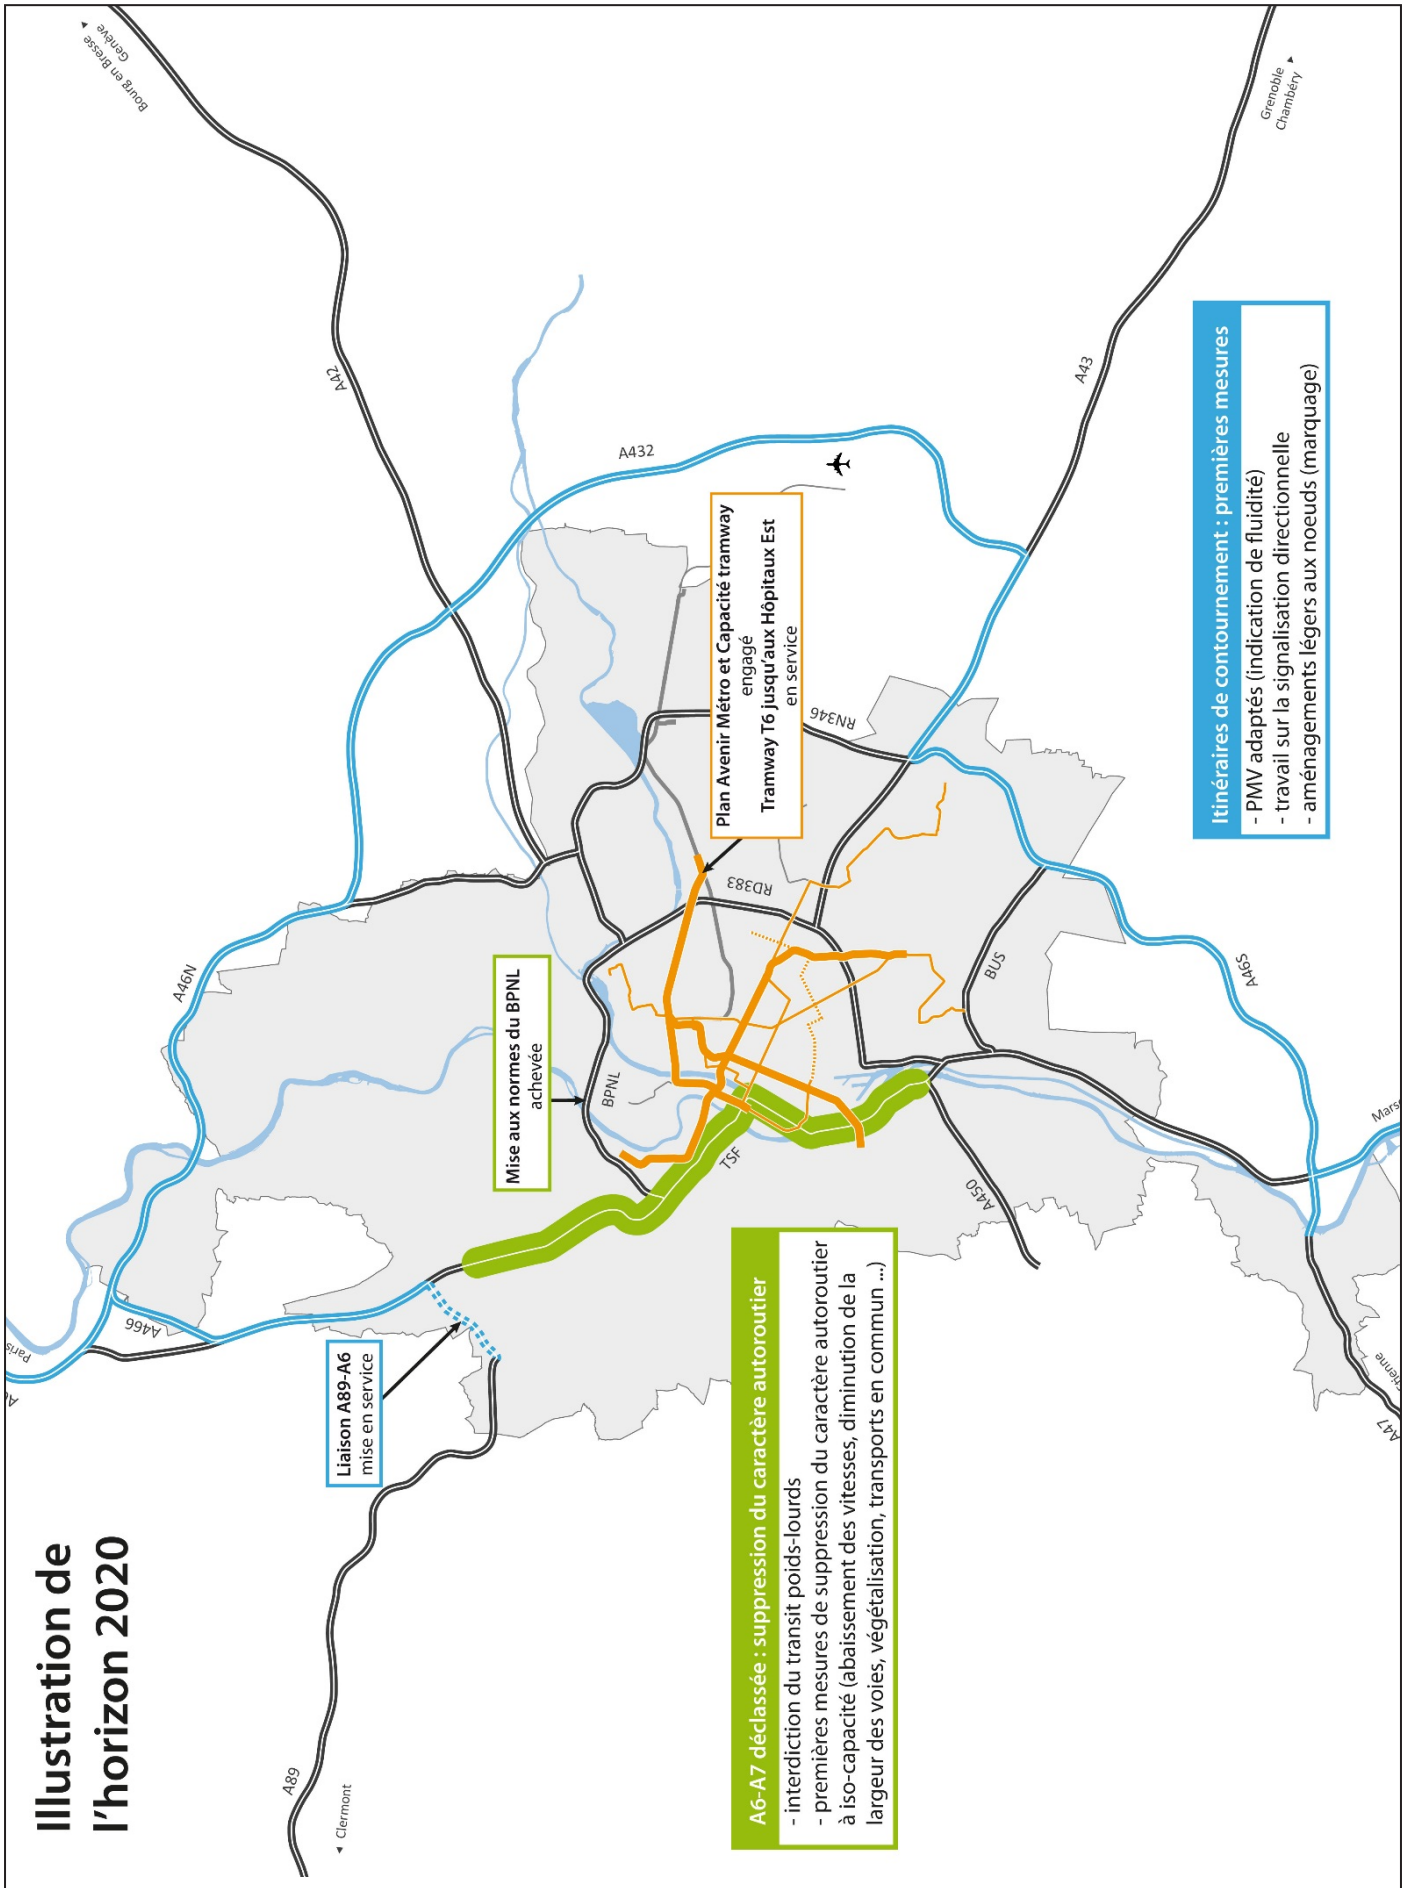 Illustration de
l'horizon 2020
A89
Clermont
Liaison A89-A6
mise en service
Paris
A466
A46N
A42
Bourg en Bresse
Genève
A432
Mise aux normes du BPNL
achevée
BPNL
TSF
RD383
RN346
Plan Avenir Métro et Capacité tramway
engagé
Tramway T6 jusqu'aux Hôpitaux Est
en service
A6-A7 déclassée : suppression du caractère autoroutier
- interdiction du transit poids-lourds
- premières mesures de suppression du caractère autoroutier
à iso-capacité (abaissement des vitesses, diminution de la
largeur des voies, végétalisation, transports en commun ...)
A450
BUS
A46S
A43
Grenoble
Chambéry
A47
Itinéraires de contournement : premières mesures
- PMV adaptés (indication de fluidité)
- travail sur la signalisation directionnelle
- aménagements légers aux noeuds (marquage)